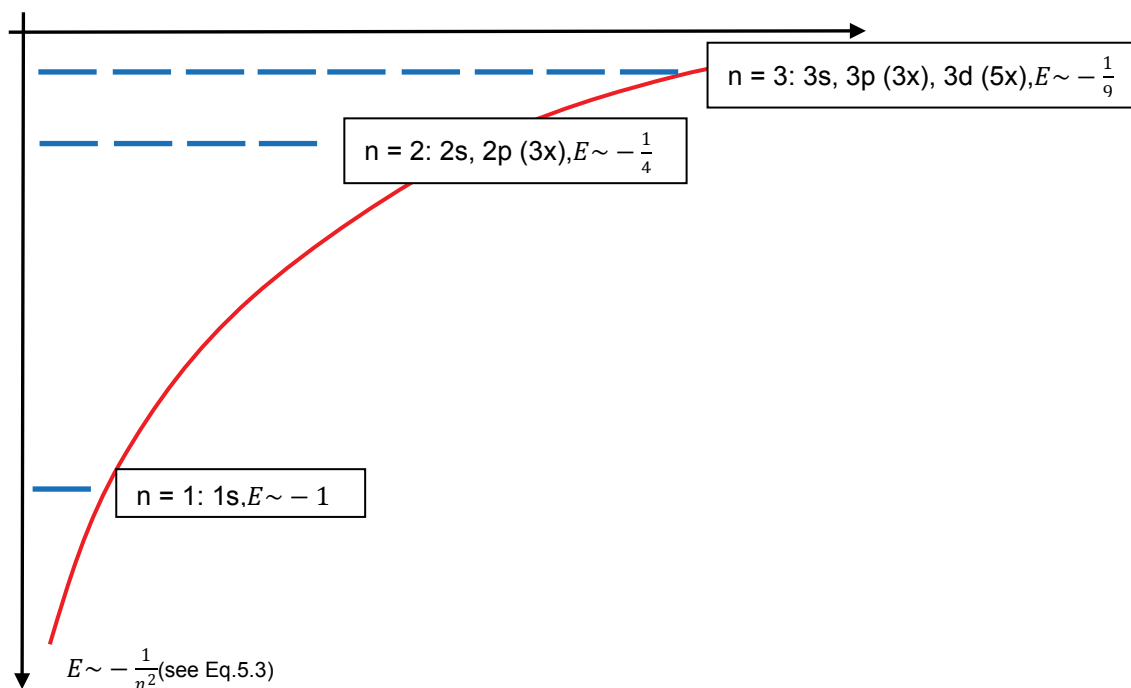 n = 3: 3s, 3p (3x), 3d (5x),E~ − 1/9
n = 2: 2s, 2p (3x),E~ − 1/4
n = 1: 1s,E~ − 1
E~ − 1/n² (see Eq.5.3)